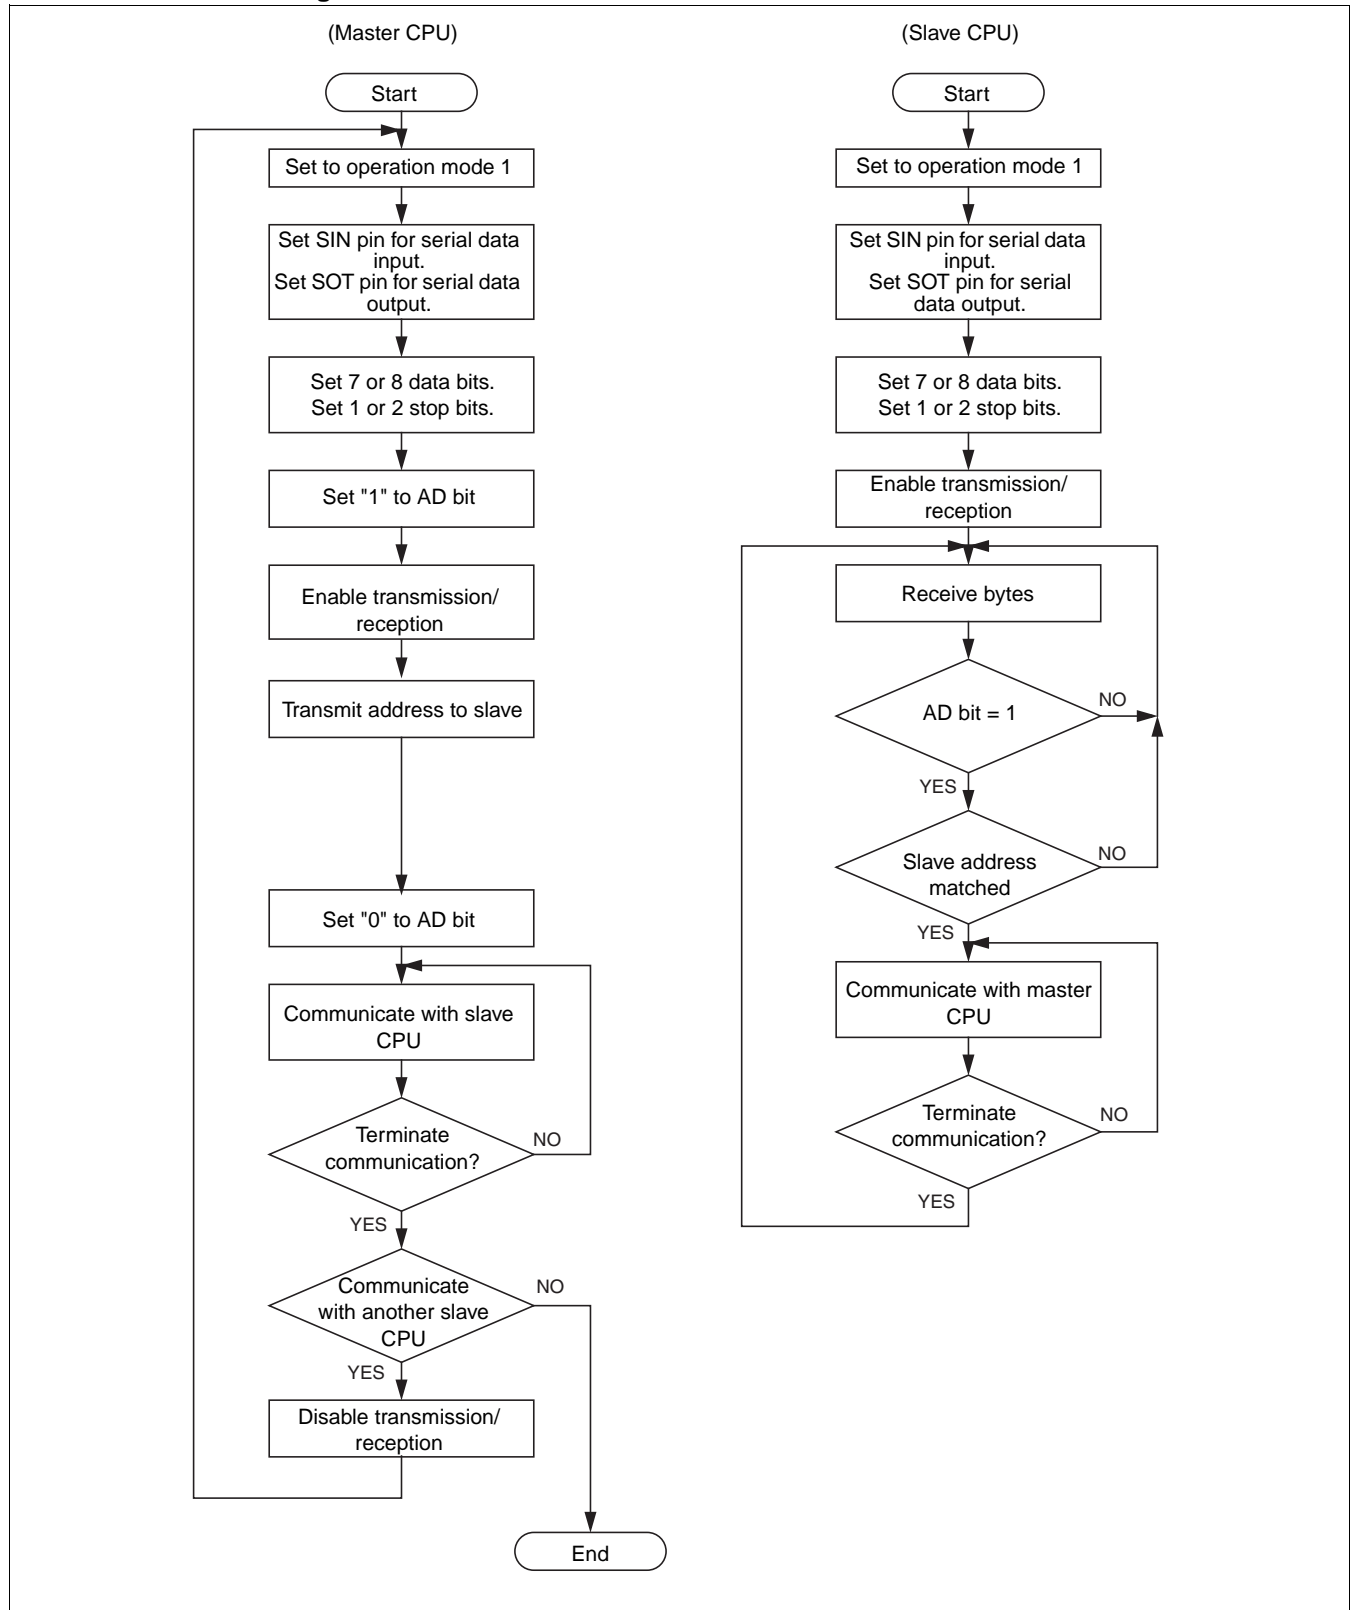 (Master CPU)
Start
Set to operation mode 1
Set SIN pin for serial data
input.
Set SOT pin for serial data
output.
Set 7 or 8 data bits.
Set 1 or 2 stop bits.
Set "1" to AD bit
Enable transmission/
reception
Transmit address to slave
Set "0" to AD bit
Communicate with slave
CPU
Terminate
communication?
NO
YES
Communicate
with another slave
CPU
NO
YES
Disable transmission/
reception
End
(Slave CPU)
Start
Set to operation mode 1
Set SIN pin for serial data
input.
Set SOT pin for serial
data output.
Set 7 or 8 data bits.
Set 1 or 2 stop bits.
Enable transmission/
reception
Receive bytes
AD bit = 1
NO
YES
Slave address
matched
NO
YES
Communicate with master
CPU
Terminate
communication?
NO
YES